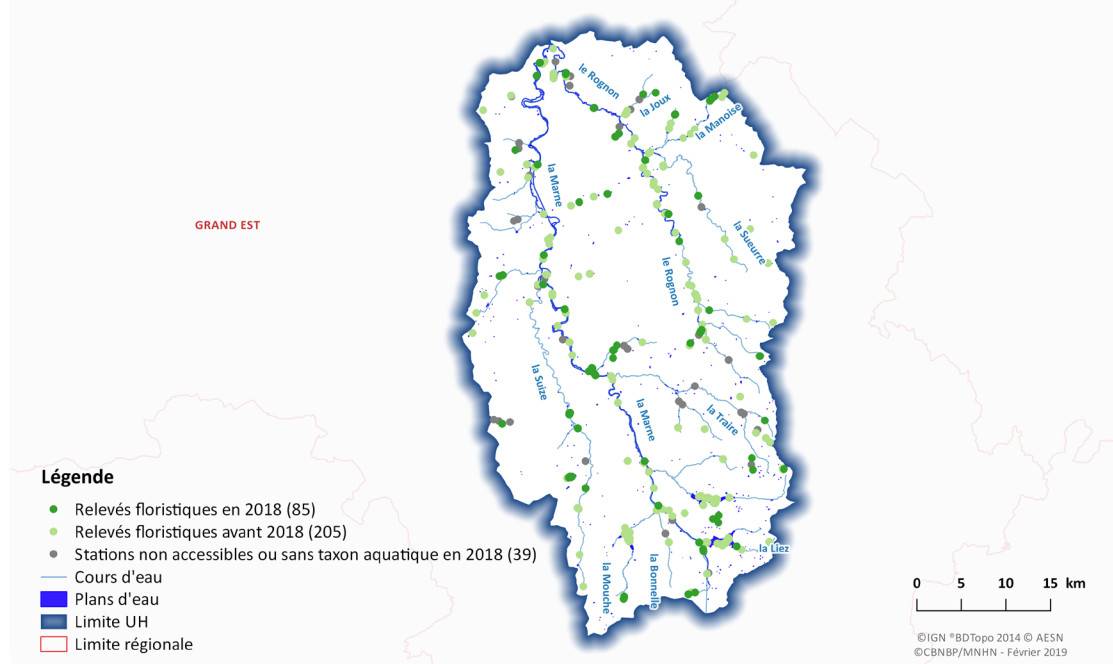 le Rognon
la Joux
la Manoise
la Marne
GRAND EST
la Sueurre
le Rognon
la Suize
la Marne
la Traire
la Liez
la Mouche
la Bonnelle
Légende
Relevés floristiques en 2018 (85)
Relevés floristiques avant 2018 (205)
Stations non accessibles ou sans taxon aquatique en 2018 (39)
Cours d'eau
Plans d'eau
Limite UH
Limite régionale
0 5 10 15 km
©IGN ®BDTopo 2014 © AESN
©CBNBP/MNHN - Février 2019